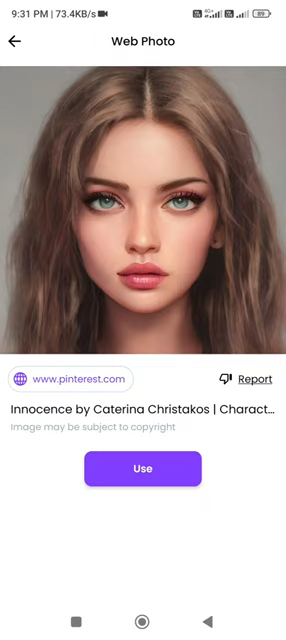 9:31 PM | 73.4KB/s
4G+
89
Web Photo
www.pinterest.com
Report
Innocence by Caterina Christakos | Charact...
Image may be subject to copyright
Use